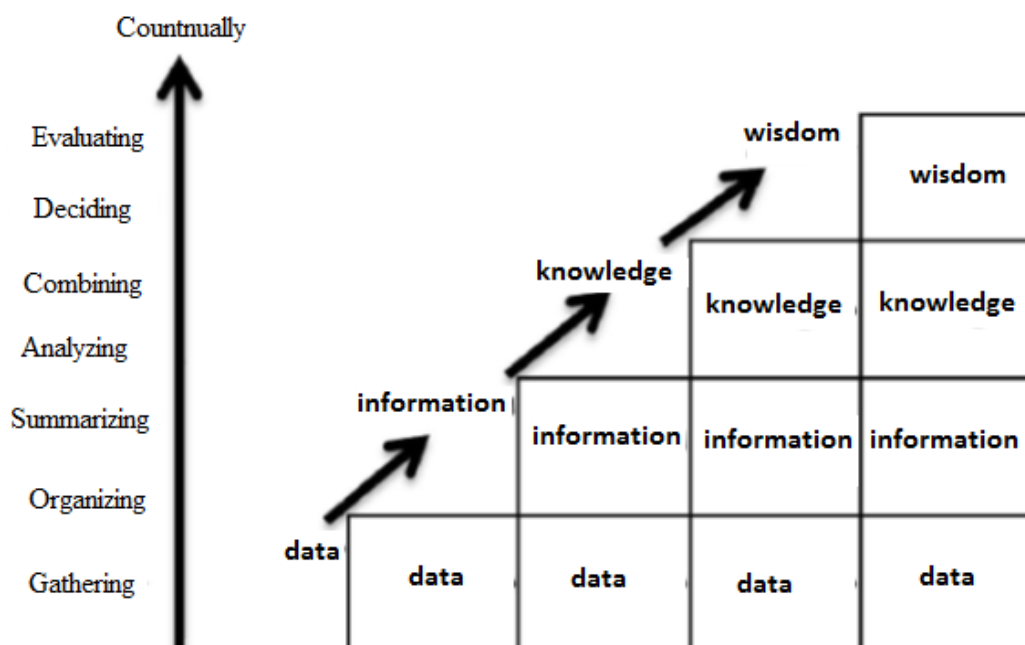 Countnually
Evaluating
Deciding
Combining
Analyzing
Summarizing
Organizing
Gathering
wisdom
wisdom
knowledge
knowledge
knowledge
information
information
information
information
data
data
data
data
data